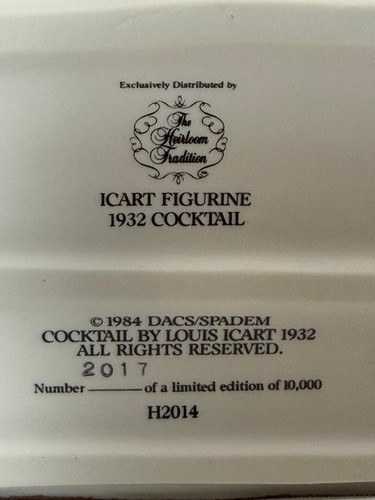 Exclusively Distributed by
The
Heirloom
Tradition
ICART FIGURINE
1932 COCKTAIL
© 1984 DACS/SPADEM
COCKTAIL BY LOUIS ICART 1932
ALL RIGHTS RESERVED.
2017
Number ——— of a limited edition of 10,000
H2014